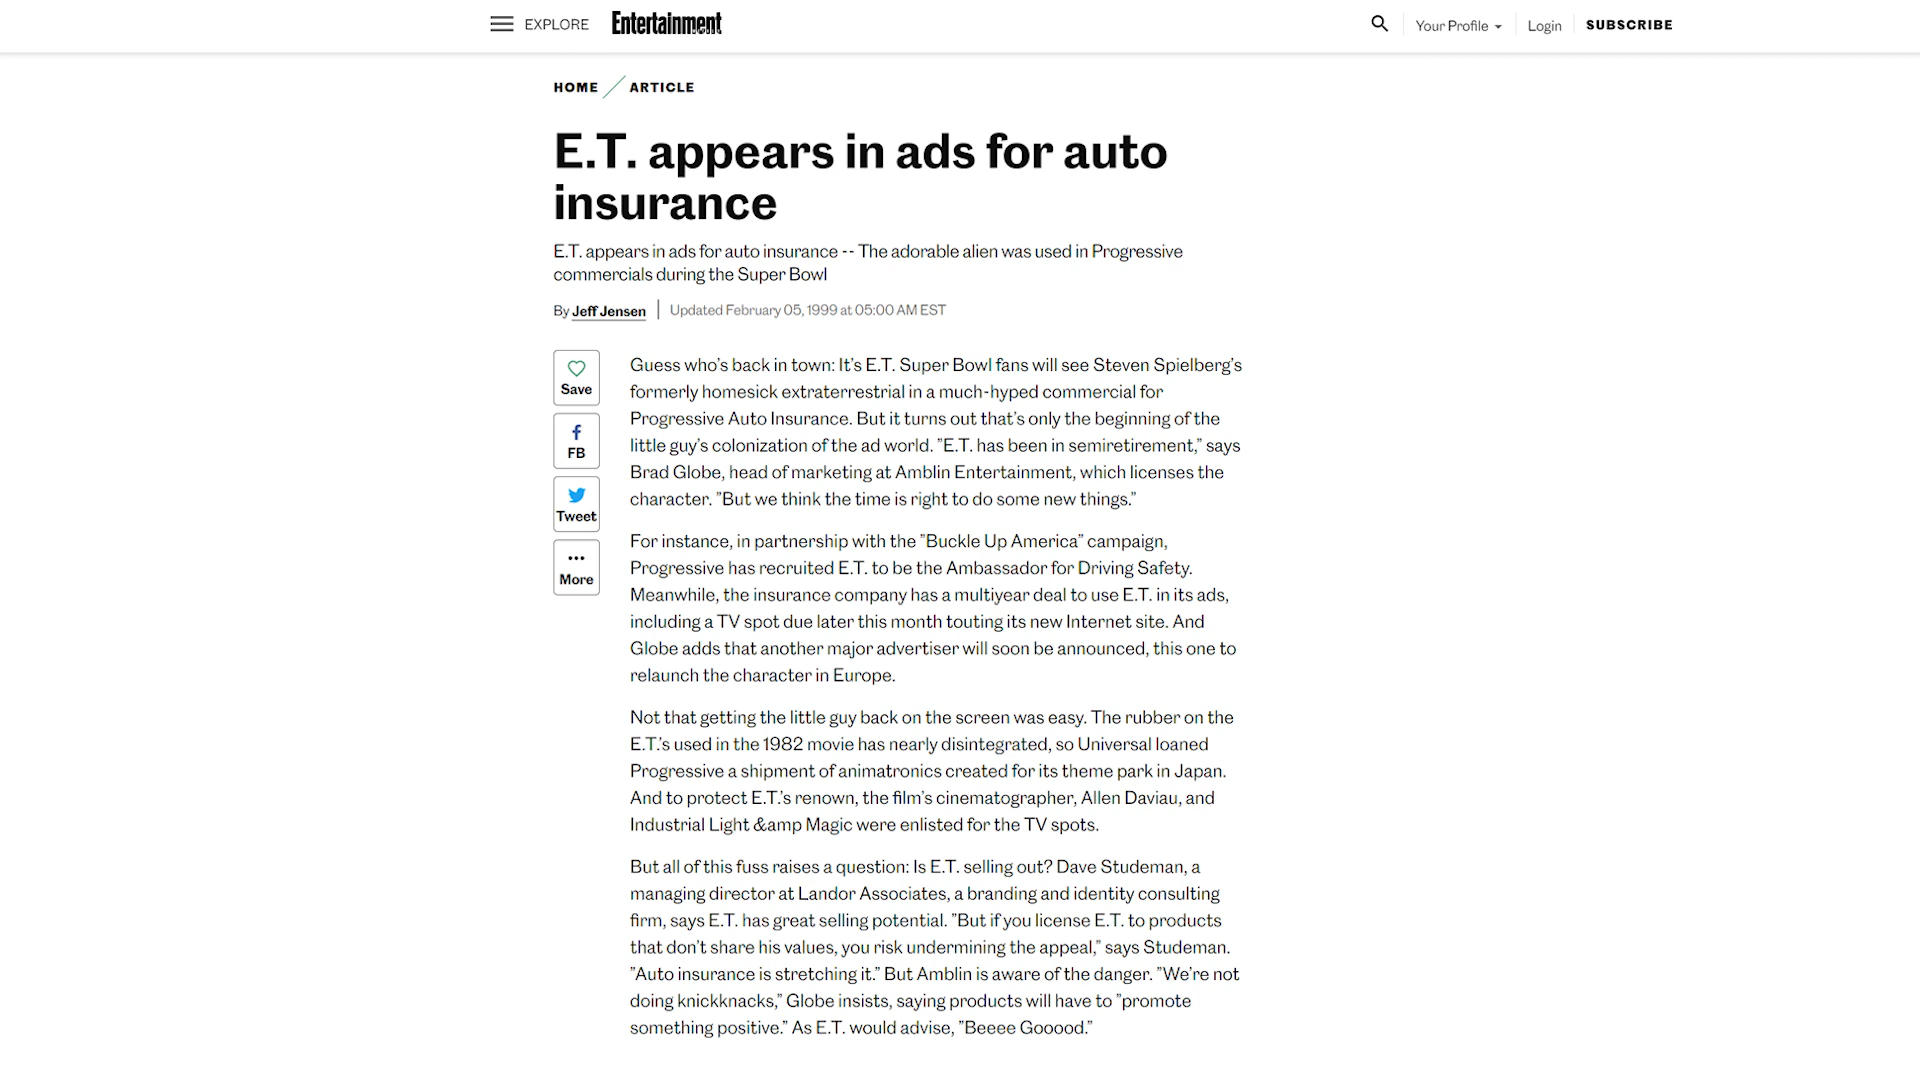 EXPLORE
Entertainment
Your Profile
Login
SUBSCRIBE
HOME
ARTICLE
E.T. appears in ads for auto
insurance
E.T. appears in ads for auto insurance -- The adorable alien was used in Progressive
commercials during the Super Bowl
By Jeff Jensen
Updated February 05, 1999 at 05:00 AM EST
Save
FB
Tweet
More
Guess who's back in town: It's E.T. Super Bowl fans will see Steven Spielberg's
formerly homesick extraterrestrial in a much-hyped commercial for
Progressive Auto Insurance. But it turns out that's only the beginning of the
little guy's colonization of the ad world. ”E.T. has been in semiretirement,” says
Brad Globe, head of marketing at Amblin Entertainment, which licenses the
character. ”But we think the time is right to do some new things.”
For instance, in partnership with the ”Buckle Up America” campaign,
Progressive has recruited E.T. to be the Ambassador for Driving Safety.
Meanwhile, the insurance company has a multiyear deal to use E.T. in its ads,
including a TV spot due later this month touting its new Internet site. And
Globe adds that another major advertiser will soon be announced, this one to
relaunch the character in Europe.
Not that getting the little guy back on the screen was easy. The rubber on the
E.T.'s used in the 1982 movie has nearly disintegrated, so Universal loaned
Progressive a shipment of animatronics created for its theme park in Japan.
And to protect E.T.'s renown, the film's cinematographer, Allen Daviau, and
Industrial Light &amp Magic were enlisted for the TV spots.
But all of this fuss raises a question: Is E.T. selling out? Dave Studeman, a
managing director at Landor Associates, a branding and identity consulting
firm, says E.T. has great selling potential. ”But if you license E.T. to products
that don't share his values, you risk undermining the appeal,” says Studeman.
”Auto insurance is stretching it.” But Amblin is aware of the danger. ”We're not
doing knickknacks,” Globe insists, saying products will have to ”promote
something positive.” As E.T. would advise, ”Beeee Gooood.”